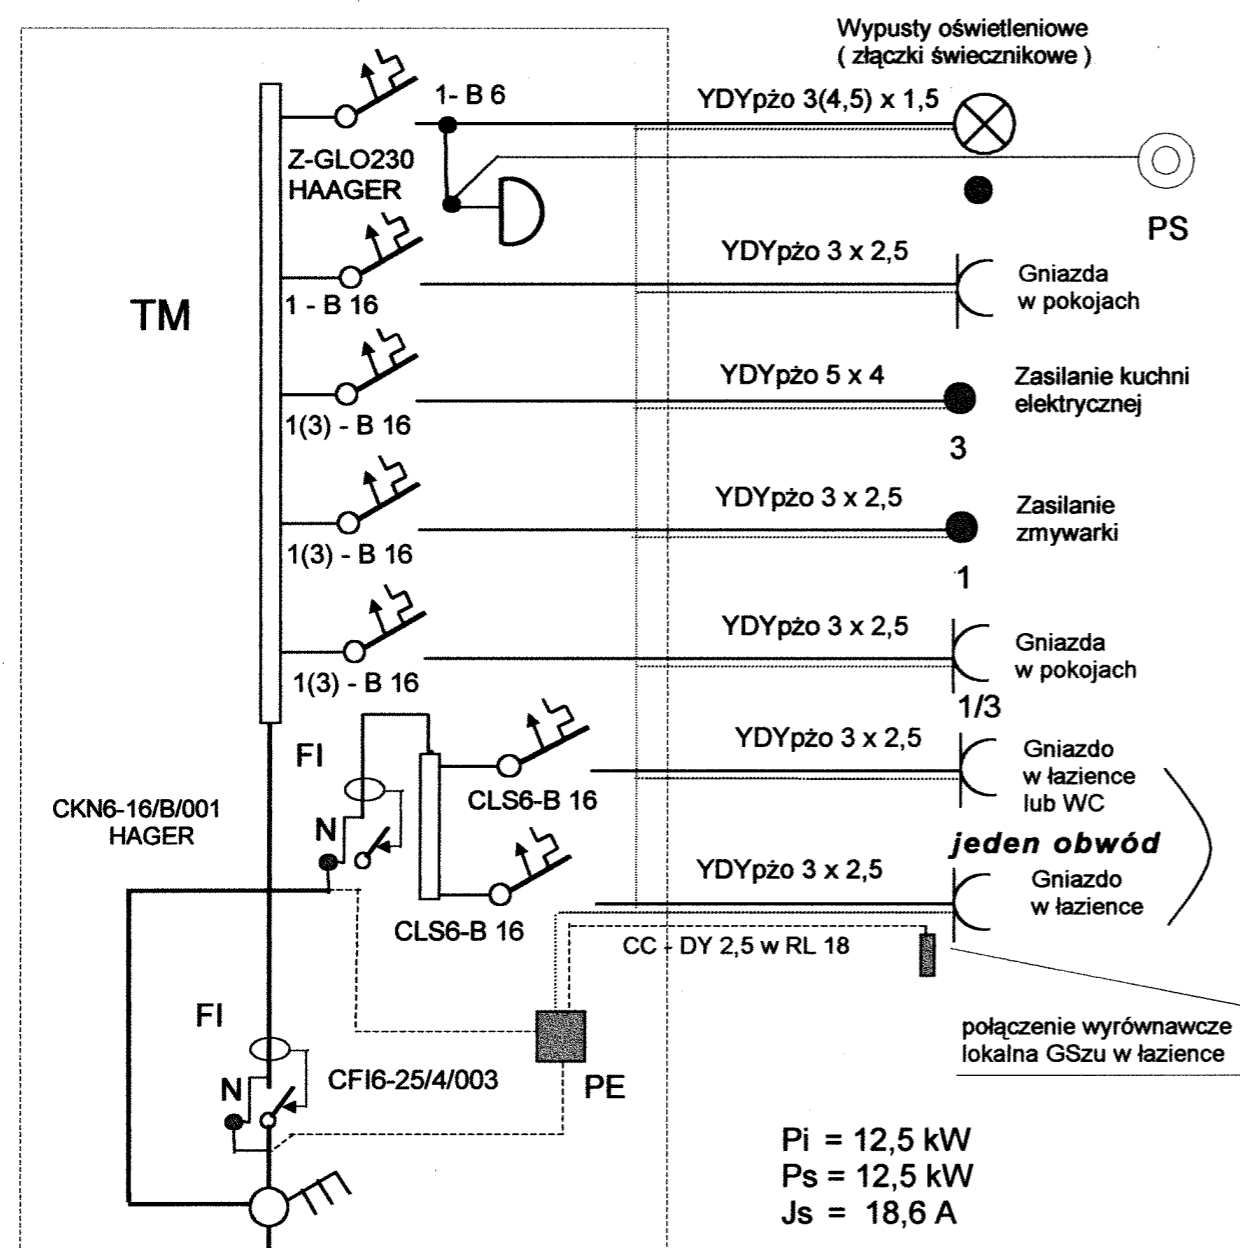 Wypusty oświetleniowe
( złączki świecznikowe )
1- B 6
YDYpżo 3(4,5) x 1,5
Z-GLO230
HAAGER
PS
TM
1 - B 16
YDYpżo 3 x 2,5
Gniazda
w pokojach
1(3) - B 16
YDYpżo 5 x 4
Zasilanie kuchni
elektrycznej
3
1(3) - B 16
YDYpżo 3 x 2,5
Zasilanie
zmywarki
1
1(3) - B 16
YDYpżo 3 x 2,5
Gniazda
w pokojach
1/3
FI
CKN6-16/B/001
HAGER
N
CLS6-B 16
YDYpżo 3 x 2,5
Gniazdo
w łazience
lub WC
jeden obwód
CLS6-B 16
YDYpżo 3 x 2,5
Gniazdo
w łazience
CC - DY 2,5 w RL 18
połączenie wyrównawcze
lokalna GSzu w łazience
FI
N
CFI6-25/4/003
PE
Pi = 12,5 kW
Ps = 12,5 kW
Js = 18,6 A